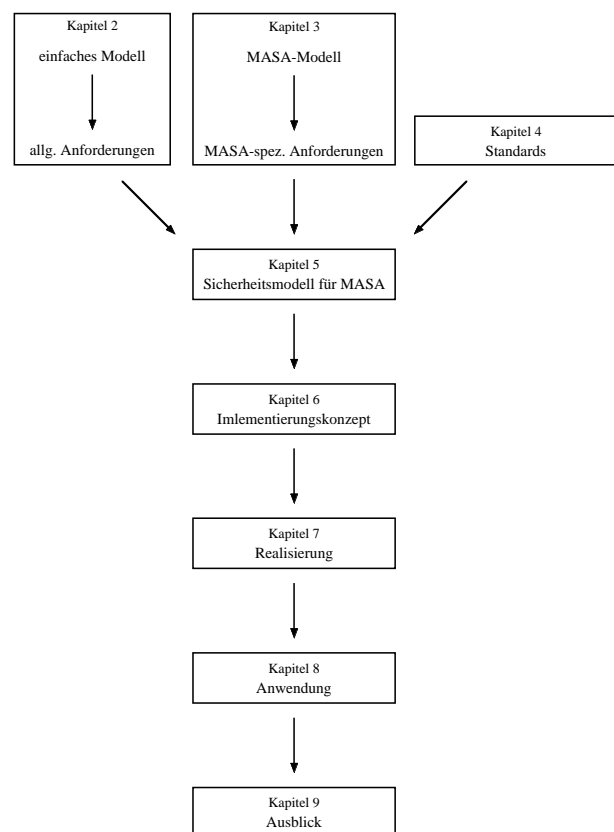 Kapitel 2
einfaches Modell
allg. Anforderungen
Kapitel 3
MASA-Modell
MASA-spez. Anforderungen
Kapitel 4
Standards
Kapitel 5
Sicherheitsmodell für MASA
Kapitel 6
Imlementierungskonzept
Kapitel 7
Realisierung
Kapitel 8
Anwendung
Kapitel 9
Ausblick